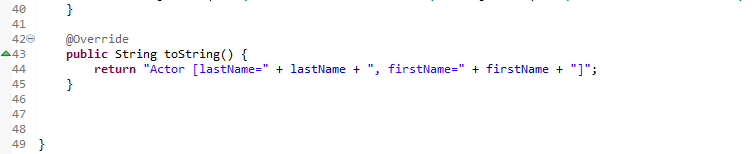 40 }
41
42 @Override
43 public String toString() {
44 return "Actor [lastName=" + lastName + ", firstName=" + firstName + "]";
45 }
46
47
48
49 }